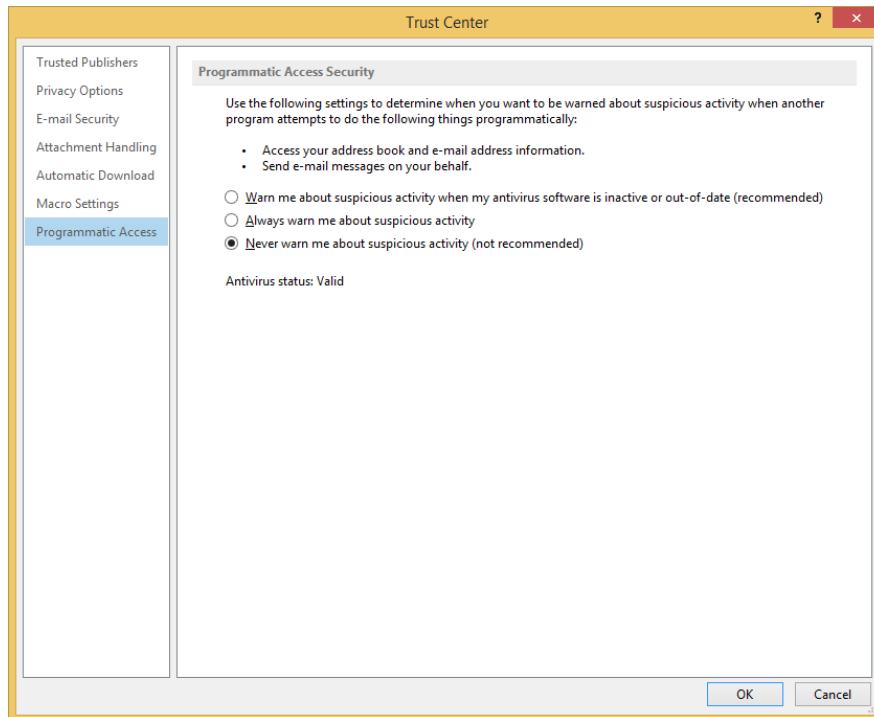 Trust Center
?
Trusted Publishers
Privacy Options
E-mail Security
Attachment Handling
Automatic Download
Macro Settings
Programmatic Access
Programmatic Access Security
Use the following settings to determine when you want to be warned about suspicious activity when another
program attempts to do the following things programmatically:
• Access your address book and e-mail address information.
• Send e-mail messages on your behalf.
Warn me about suspicious activity when my antivirus software is inactive or out-of-date (recommended)
Always warn me about suspicious activity
Never warn me about suspicious activity (not recommended)
Antivirus status: Valid
OK
Cancel